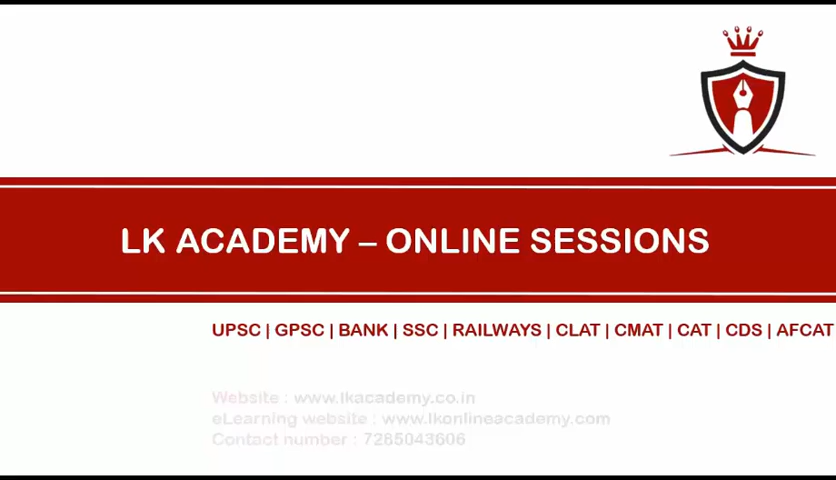 LK ACADEMY – ONLINE SESSIONS
UPSC | GPSC | BANK | SSC | RAILWAYS | CLAT | CMAT | CAT | CDS | AFCAT
Website : www.lkacademy.co.in
eLearning website : www.lkonlineacademy.com
Contact number : 7285043606